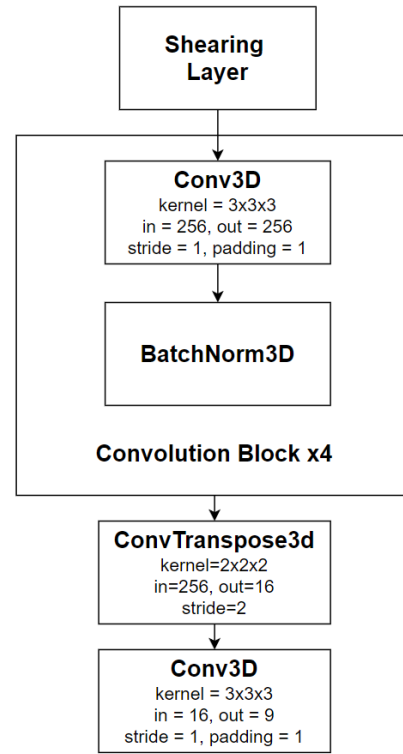 Shearing
Layer
Conv3D
kernel = 3x3x3
in = 256, out = 256
stride = 1, padding = 1
BatchNorm3D
Convolution Block x4
ConvTranspose3d
kernel=2x2x2
in=256, out=16
stride=2
Conv3D
kernel = 3x3x3
in = 16, out = 9
stride = 1, padding = 1